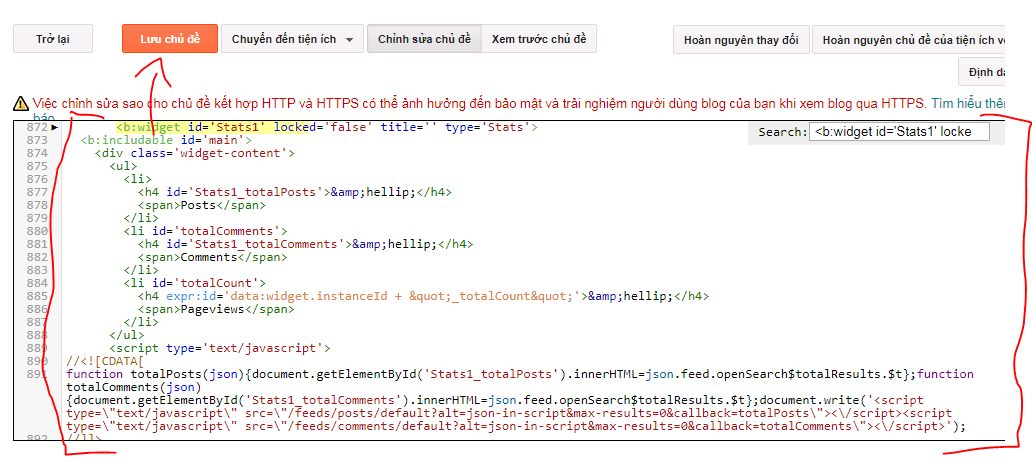 Trở lại
Lưu chủ đề
Chuyển đến tiện ích
Chỉnh sửa chủ đề
Xem trước chủ đề
Hoàn nguyên thay đổi
Hoàn nguyên chủ đề của tiện ích về
Định dạ
Việc chỉnh sửa sao cho chủ đề kết hợp HTTP và HTTPS có thể ảnh hưởng đến bảo mật và trải nghiệm người dùng blog của bạn khi xem blog qua HTTPS. Tìm hiểu thêm
Search: <b:widget id='Stats1' locke
872 <b:widget id='Stats1' locked='false' title='' type='Stats'>
873 <b:includable id='main'>
874 <div class='widget-content'>
875 <ul>
876 <li>
877 <h4 id='Stats1_totalPosts'>&amp;hellip;</h4>
878 <span>Posts</span>
879 </li>
880 <li id='totalComments'>
881 <h4 id='Stats1_totalComments'>&amp;hellip;</h4>
882 <span>Comments</span>
883 </li>
884 <li id='totalCount'>
885 <h4 expr:id='data:widget.instanceId + &quot;_totalCount&quot;'>&amp;hellip;</h4>
886 <span>Pageviews</span>
887 </li>
888 </ul>
889 <script type='text/javascript'>
890 //<![CDATA[
891 function totalPosts(json){document.getElementById('Stats1_totalPosts').innerHTML=json.feed.openSearch$totalResults.$t};function
totalComments(json)
{document.getElementById('Stats1_totalComments').innerHTML=json.feed.openSearch$totalResults.$t};document.write('<script
type=\"text/javascript\" src=\"/feeds/posts/default?alt=json-in-script&max-results=0&callback=totalPosts\"><\/script><script
type=\"text/javascript\" src=\"/feeds/comments/default?alt=json-in-script&max-results=0&callback=totalComments\"><\/script>');
892 //]]>